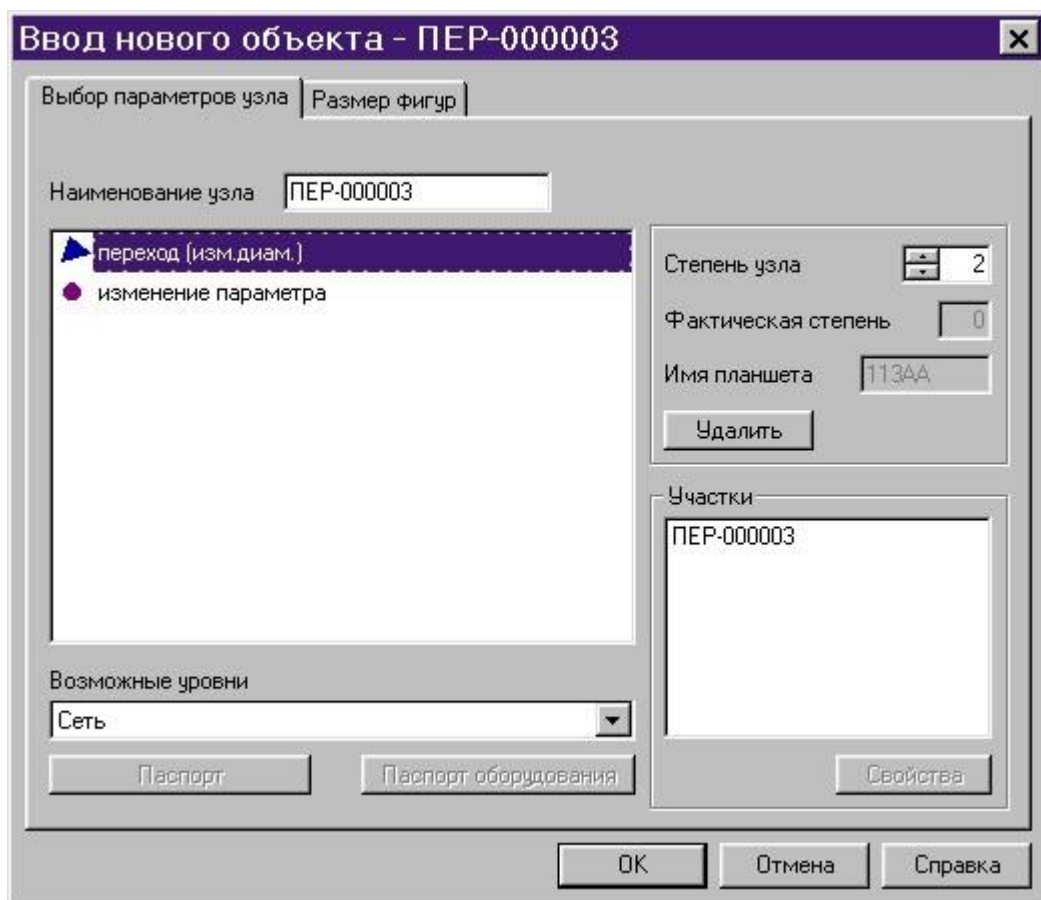 Ввод нового объекта - ПЕР-000003
Выбор параметров узла
Размер фигур
Наименование узла
ПЕР-000003
переход (изм.диам.)
изменение параметра
Степень узла
2
Фактическая степень
0
Имя планшета
113АА
Удалить
Участки
ПЕР-000003
Возможные уровни
Сеть
Паспорт
Паспорт оборудования
Свойства
ОК
Отмена
Справка